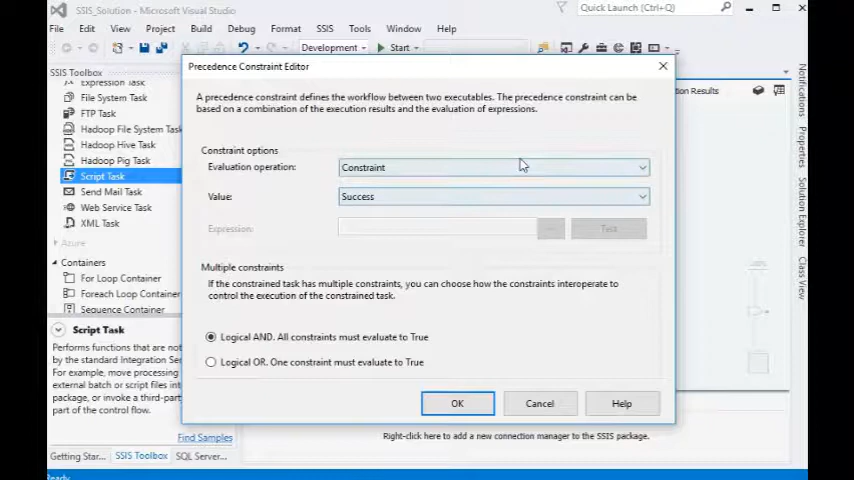 SSIS_Solution - Microsoft Visual Studio
Quick Launch (Ctrl+Q)
File Edit View Project Build Debug Format SSIS Tools Window Help
Development Start
SSIS Toolbox
Expression Task
File System Task
FTP Task
Hadoop File System Task
Hadoop Hive Task
Hadoop Pig Task
Script Task
Send Mail Task
Web Service Task
XML Task
Azure
Containers
For Loop Container
Foreach Loop Container
Sequence Container
Script Task
Performs functions that are no
by the standard Integration Se
For example, move processing
external batch or script files int
package, or invoke a third-part
part of the control flow.
Find Samples
Getting Star... SSIS Toolbox SQL Server...
Ready
Precedence Constraint Editor
A precedence constraint defines the workflow between two executables. The precedence constraint can be
based on a combination of the execution results and the evaluation of expressions.
Constraint options
Evaluation operation: Constraint
Value: Success
Expression: ... Test
Multiple constraints
If the constrained task has multiple constraints, you can choose how the constraints interoperate to
control the execution of the constrained task.
Logical AND. All constraints must evaluate to True
Logical OR. One constraint must evaluate to True
OK Cancel Help
on Results
Right-click here to add a new connection manager to the SSIS package.
Notifications
Properties
Solution Explorer
Class View